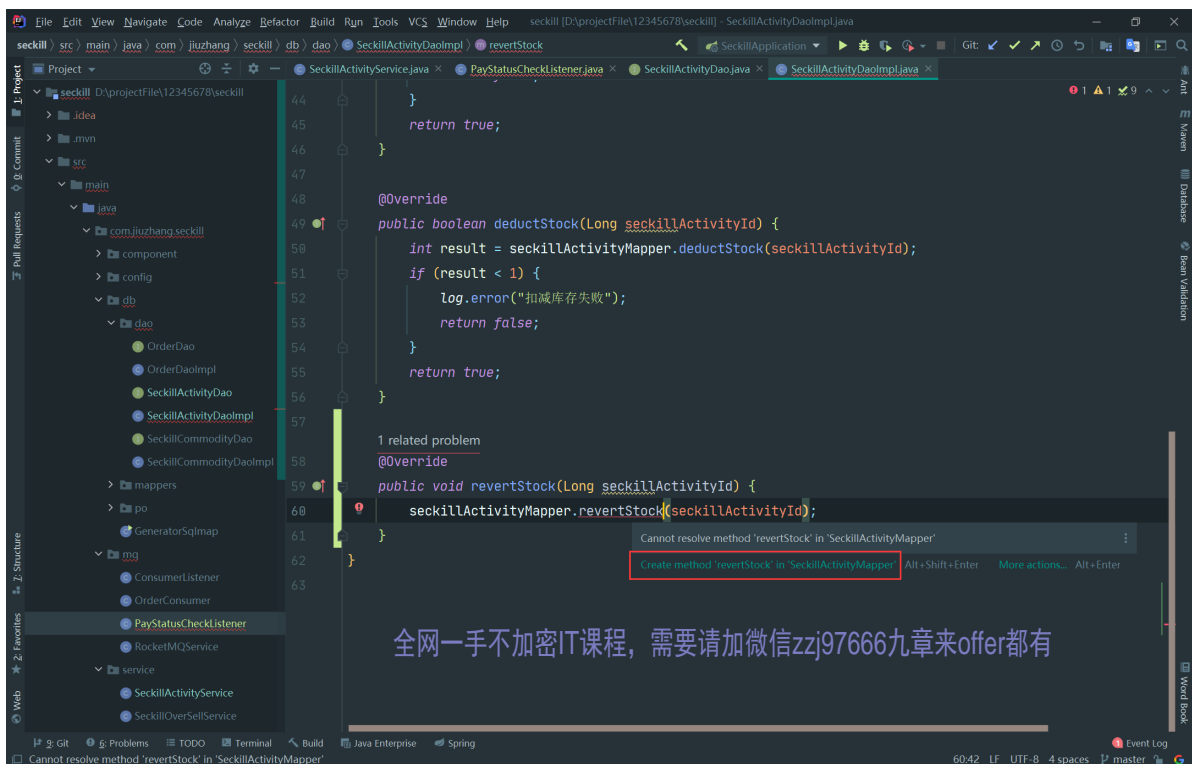 File Edit View Navigate Code Analyze Refactor Build Run Tools VCS Window Help seckill [D:\projectFile\12345678\seckill] - SeckillActivityDaoImpl.java
seckill src main java com jiuzhang seckill db dao SeckillActivityDaoImpl revertStock SeckillApplication Git:
1: Project
Project
SeckillActivityService.java PayStatusCheckListener.java SeckillActivityDao.java SeckillActivityDaoImpl.java
Ant
seckill D:\projectFile\12345678\seckill
1 1 9
.idea
.mvn
src
main
java
com.jiuzhang.seckill
component
config
db
dao
OrderDao
OrderDaoImpl
SeckillActivityDao
SeckillActivityDaoImpl
SeckillCommodityDao
SeckillCommodityDaoImpl
mappers
po
GeneratorSqlmap
mq
ConsumerListener
OrderConsumer
PayStatusCheckListener
RocketMQService
service
SeckillActivityService
SeckillOverSellService
0: Commit
Pull Requests
7: Structure
2: Favorites
Web
44 }
45 return true;
46 }
47
48 @Override
49 public boolean deductStock(Long seckillActivityId) {
50 int result = seckillActivityMapper.deductStock(seckillActivityId);
51 if (result < 1) {
52 log.error("扣减库存失败");
53 return false;
54 }
55 return true;
56 }
57
1 related problem
58 @Override
59 public void revertStock(Long seckillActivityId) {
60 seckillActivityMapper.revertStock(seckillActivityId);
61 }
62 }
63
Cannot resolve method 'revertStock' in 'SeckillActivityMapper'
Create method 'revertStock' in 'SeckillActivityMapper' Alt+Shift+Enter More actions... Alt+Enter
全网一手不加密IT课程，需要请加微信zzj97666九章来offer都有
Maven
Database
Bean Validation
Word Book
9: Git 6: Problems TODO Terminal Build Java Enterprise Spring 1 Event Log
Cannot resolve method 'revertStock' in 'SeckillActivityMapper' 60:42 LF UTF-8 4 spaces master